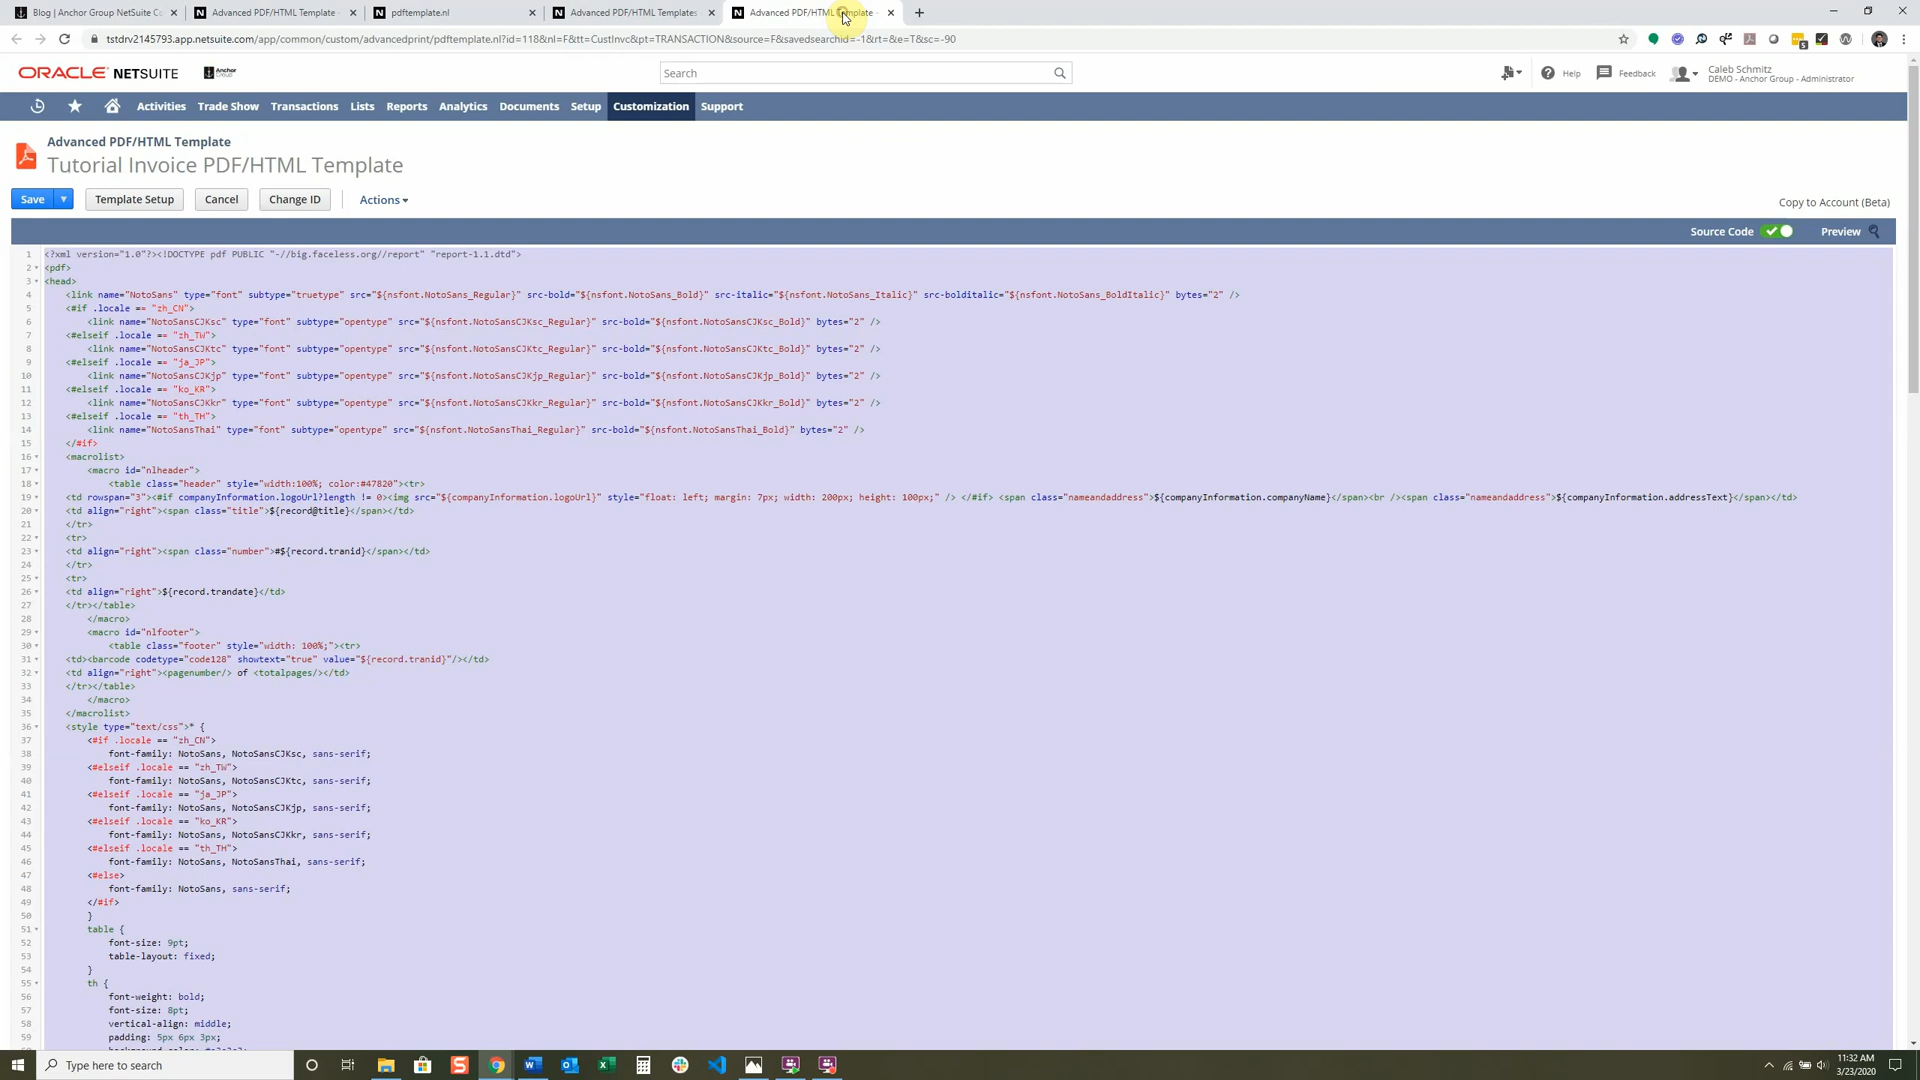 Blog | Anchor Group NetSuite Co
Advanced PDF/HTML Template -
pdftemplate.nl
Advanced PDF/HTML Templates
Advanced PDF/HTML Template -
tstdrv2145793.app.netsuite.com/app/common/custom/advancedprint/pdftemplate.nl?id=118&nl=F&tt=CustInvc&pt=TRANSACTION&source=F&savedsearchid=-1&rt=&e=T&sc=-90
ORACLE NETSUITE
Anchor Group
Search
Help
Feedback
Caleb Schmitz
DEMO - Anchor Group - Administrator
Activities Trade Show Transactions Lists Reports Analytics Documents Setup Customization Support
Advanced PDF/HTML Template
Tutorial Invoice PDF/HTML Template
Save
Template Setup
Cancel
Change ID
Actions
Copy to Account (Beta)
Source Code
Preview
1 <?xml version="1.0"?><!DOCTYPE pdf PUBLIC "-//big.faceless.org//report" "report-1.1.dtd">
2 <pdf>
3 <head>
4 <link name="NotoSans" type="font" subtype="truetype" src="${nsfont.NotoSans_Regular}" src-bold="${nsfont.NotoSans_Bold}" src-italic="${nsfont.NotoSans_Italic}" src-bolditalic="${nsfont.NotoSans_BoldItalic}" bytes="2" />
5 <#if .locale == "zh_CN">
6 <link name="NotoSansCJKsc" type="font" subtype="opentype" src="${nsfont.NotoSansCJKsc_Regular}" src-bold="${nsfont.NotoSansCJKsc_Bold}" bytes="2" />
7 <#elseif .locale == "zh_TW">
8 <link name="NotoSansCJKtc" type="font" subtype="opentype" src="${nsfont.NotoSansCJKtc_Regular}" src-bold="${nsfont.NotoSansCJKtc_Bold}" bytes="2" />
9 <#elseif .locale == "ja_JP">
10 <link name="NotoSansCJKjp" type="font" subtype="opentype" src="${nsfont.NotoSansCJKjp_Regular}" src-bold="${nsfont.NotoSansCJKjp_Bold}" bytes="2" />
11 <#elseif .locale == "ko_KR">
12 <link name="NotoSansCJKkr" type="font" subtype="opentype" src="${nsfont.NotoSansCJKkr_Regular}" src-bold="${nsfont.NotoSansCJKkr_Bold}" bytes="2" />
13 <#elseif .locale == "th_TH">
14 <link name="NotoSansThai" type="font" subtype="opentype" src="${nsfont.NotoSansThai_Regular}" src-bold="${nsfont.NotoSansThai_Bold}" bytes="2" />
15 </#if>
16 <macrolist>
17 <macro id="nlheader">
18 <table class="header" style="width:100%; color:#47820"><tr>
19 <td rowspan="3"><#if companyInformation.logoUrl?length != 0><img src="${companyInformation.logoUrl}" style="float: left; margin: 7px; width: 200px; height: 100px;" /> </#if> <span class="nameandaddress">${companyInformation.companyName}</span><br /><span class="nameandaddress">${companyInformation.addressText}</span></td>
20 <td align="right"><span class="title">${record@title}</span></td>
21 </tr>
22 <tr>
23 <td align="right"><span class="number">#${record.tranid}</span></td>
24 </tr>
25 <tr>
26 <td align="right">${record.trandate}</td>
27 </tr></table>
28 </macro>
29 <macro id="nlfooter">
30 <table class="footer" style="width: 100%;"><tr>
31 <td><barcode codetype="code128" showtext="true" value="${record.tranid}"/></td>
32 <td align="right"><pagenumber/> of <totalpages/></td>
33 </tr></table>
34 </macro>
35 </macrolist>
36 <style type="text/css">* {
37 <#if .locale == "zh_CN">
38 font-family: NotoSans, NotoSansCJKsc, sans-serif;
39 <#elseif .locale == "zh_TW">
40 font-family: NotoSans, NotoSansCJKtc, sans-serif;
41 <#elseif .locale == "ja_JP">
42 font-family: NotoSans, NotoSansCJKjp, sans-serif;
43 <#elseif .locale == "ko_KR">
44 font-family: NotoSans, NotoSansCJKkr, sans-serif;
45 <#elseif .locale == "th_TH">
46 font-family: NotoSans, NotoSansThai, sans-serif;
47 <#else>
48 font-family: NotoSans, sans-serif;
49 </#if>
50 }
51 table {
52 font-size: 9pt;
53 table-layout: fixed;
54 }
55 th {
56 font-weight: bold;
57 font-size: 8pt;
58 vertical-align: middle;
59 padding: 5px 6px 3px;
Type here to search
11:32 AM
3/23/2020